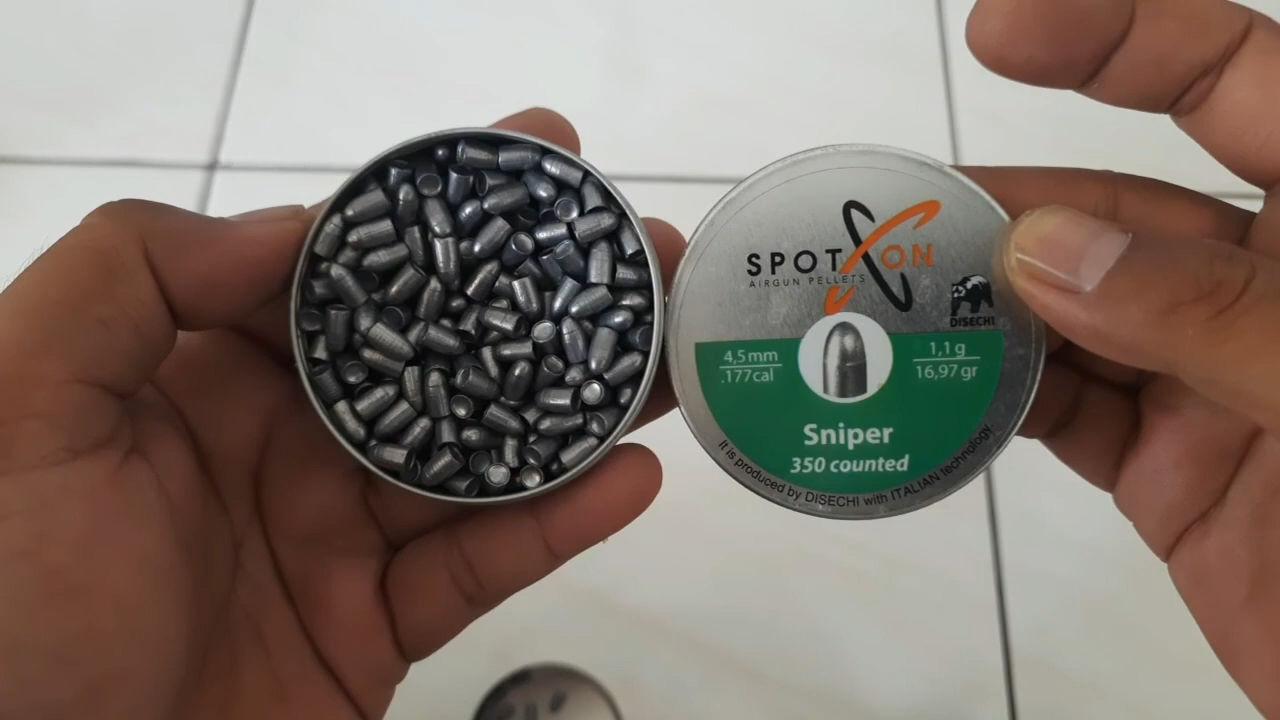 SPOT ON
AIRGUN PELLETS
DISECHI
4,5mm
.177cal
1,1 g
16,97 gr
Sniper
350 counted
It is produced by DISECHI with ITALIAN technology